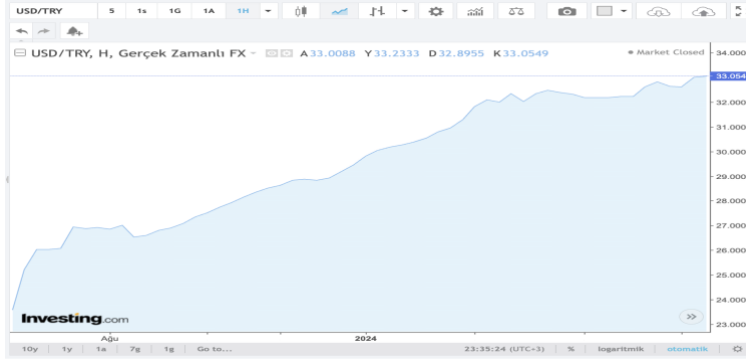 USD/TRY 5 1s 1G 1A 1H
USD/TRY, H, Gerçek Zamanlı FX A33.0088 Y33.2333 D32.8955 K33.0549 Market Closed
34.000
33.054
32.000
31.000
30.000
29.000
28.000
27.000
26.000
25.000
24.000
23.000
Investing.com
Ağu 2024
10y 1y 1a 7g 1g Go to... 23:35:24 (UTC+3) % logaritmik otomatik